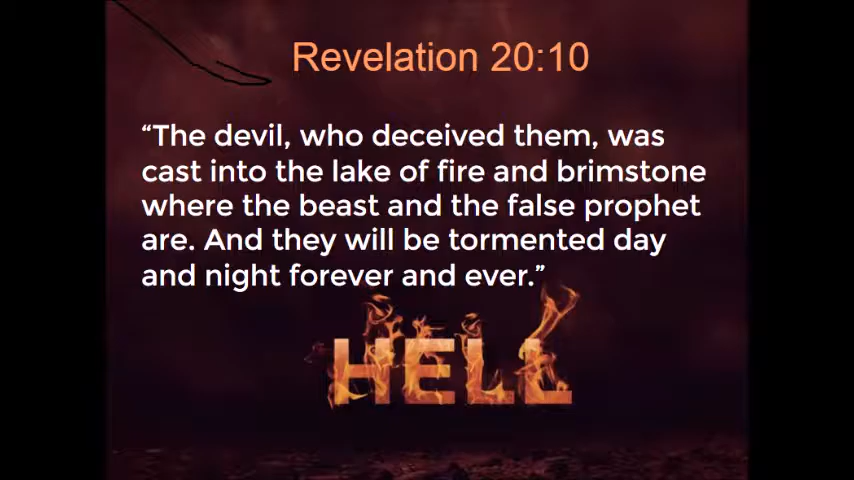 Revelation 20:10
“The devil, who deceived them, was
cast into the lake of fire and brimstone
where the beast and the false prophet
are. And they will be tormented day
and night forever and ever.”
HELL